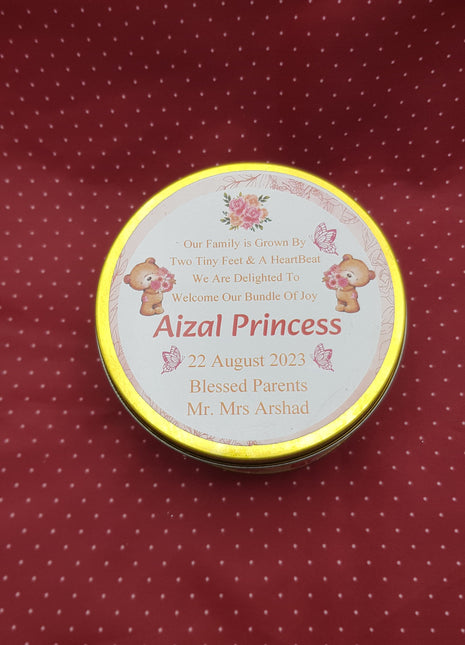 Our Family is Grown By
Two Tiny Feet & A HeartBeat
We Are Delighted To
Welcome Our Bundle Of Joy
Aizal Princess
22 August 2023
Blessed Parents
Mr. Mrs Arshad